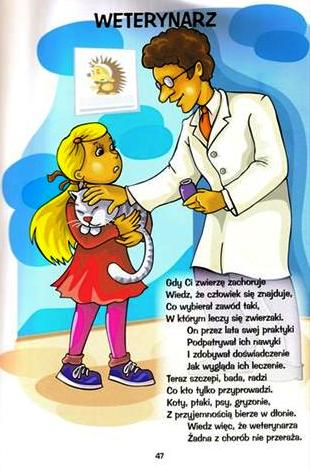 WETERYNARZ
Gdy Ci zwierzę zachoruje
Wiedz, że człowiek się znajduje,
Co wybierał zawód taki,
W którym leczy się zwierzaki.
On przez lata swej praktyki
Podpatrywał ich nawyki
I zdobywał doświadczenie
Jak wygląda ich leczenie.
Teraz szczepi, bada, radzi
Co kto tylko przyprowadzi.
Koty, ptaki, psy, gryzonie,
Z przyjemnością bierze w dłonie.
Wiedz więc, że weterynarza
Żadna z chorób nie przeraża.
47